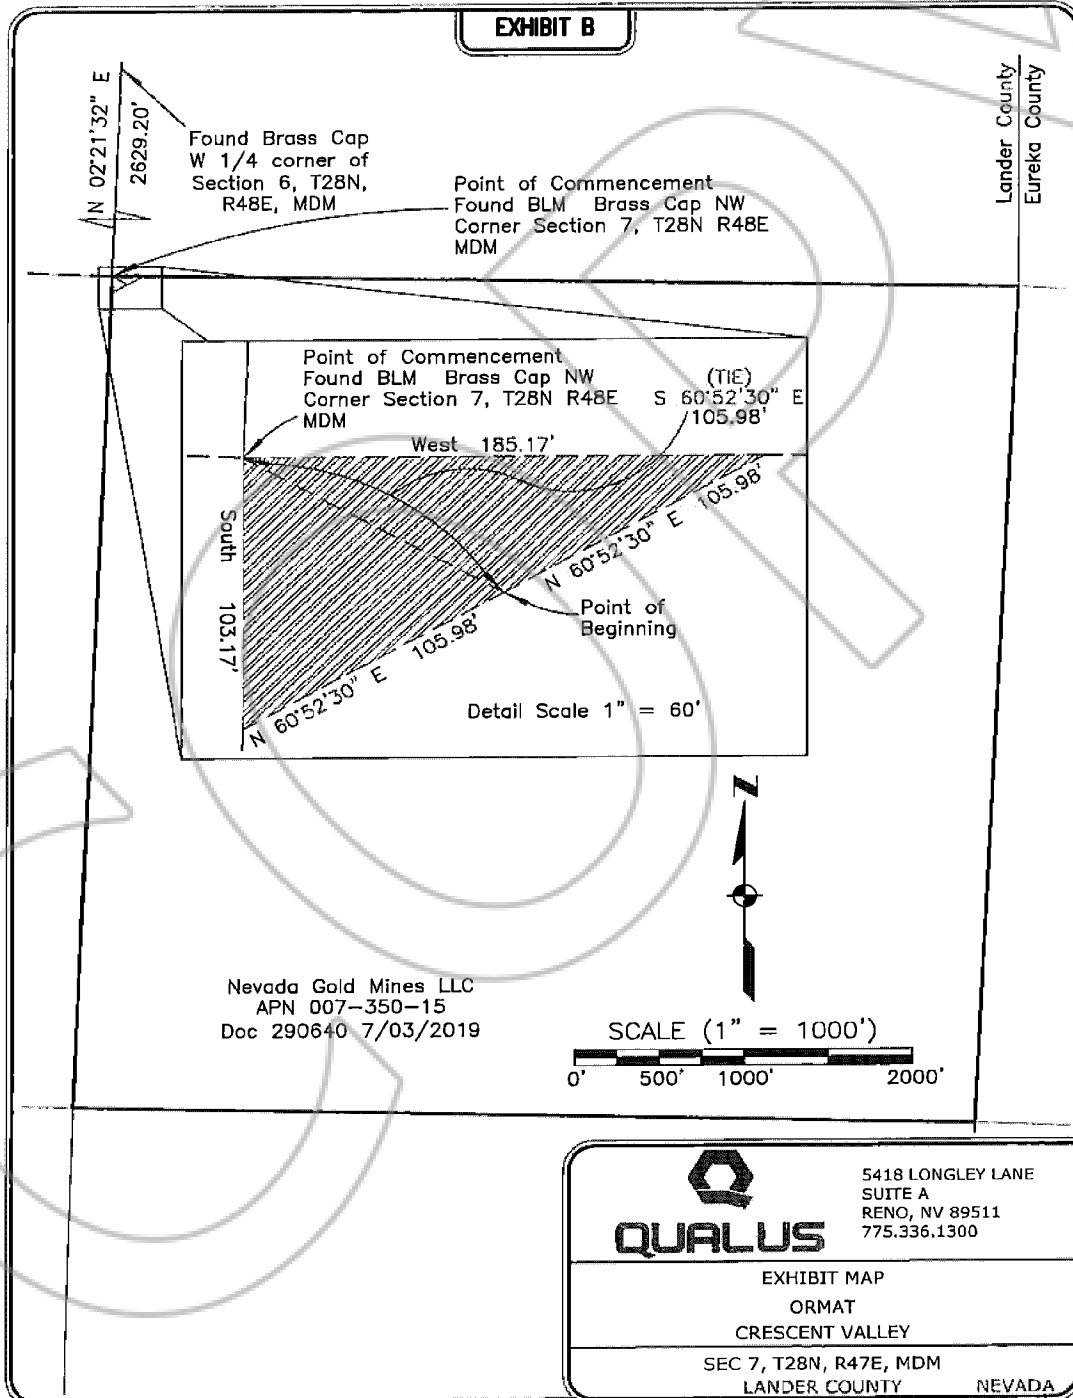 EXHIBIT B
N 02°21'32" E
2629.20'
Found Brass Cap
W 1/4 corner of
Section 6, T28N,
R48E, MDM
Point of Commencement
Found BLM Brass Cap NW
Corner Section 7, T28N R48E
MDM
Lander County
Eureka County
Point of Commencement
Found BLM Brass Cap NW
Corner Section 7, T28N R48E
MDM
(TIE)
S 60°52'30" E
105.98'
West 185.17'
South 103.17'
N 60°52'30" E 105.98'
N 60°52'30" E 105.98'
Point of
Beginning
Detail Scale 1" = 60'
N
Nevada Gold Mines LLC
APN 007-350-15
Doc 290640 7/03/2019
SCALE (1" = 1000')
0' 500' 1000' 2000'
QUALUS
5418 LONGLEY LANE
SUITE A
RENO, NV 89511
775.336.1300
EXHIBIT MAP
ORMAT
CRESCENT VALLEY
SEC 7, T28N, R47E, MDM
LANDER COUNTY NEVADA
COPY